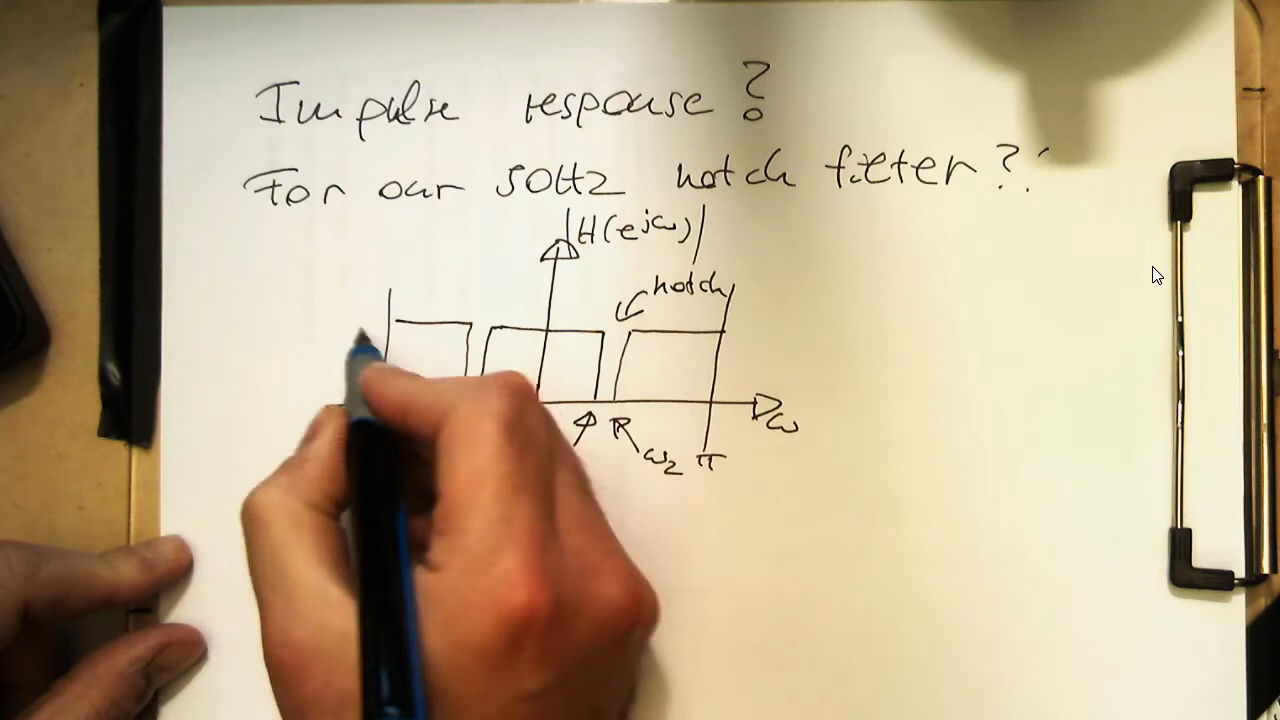 Impulse response?
For our 50Hz notch filter??
|H(e^jω)|
notch
ω
ω2 π